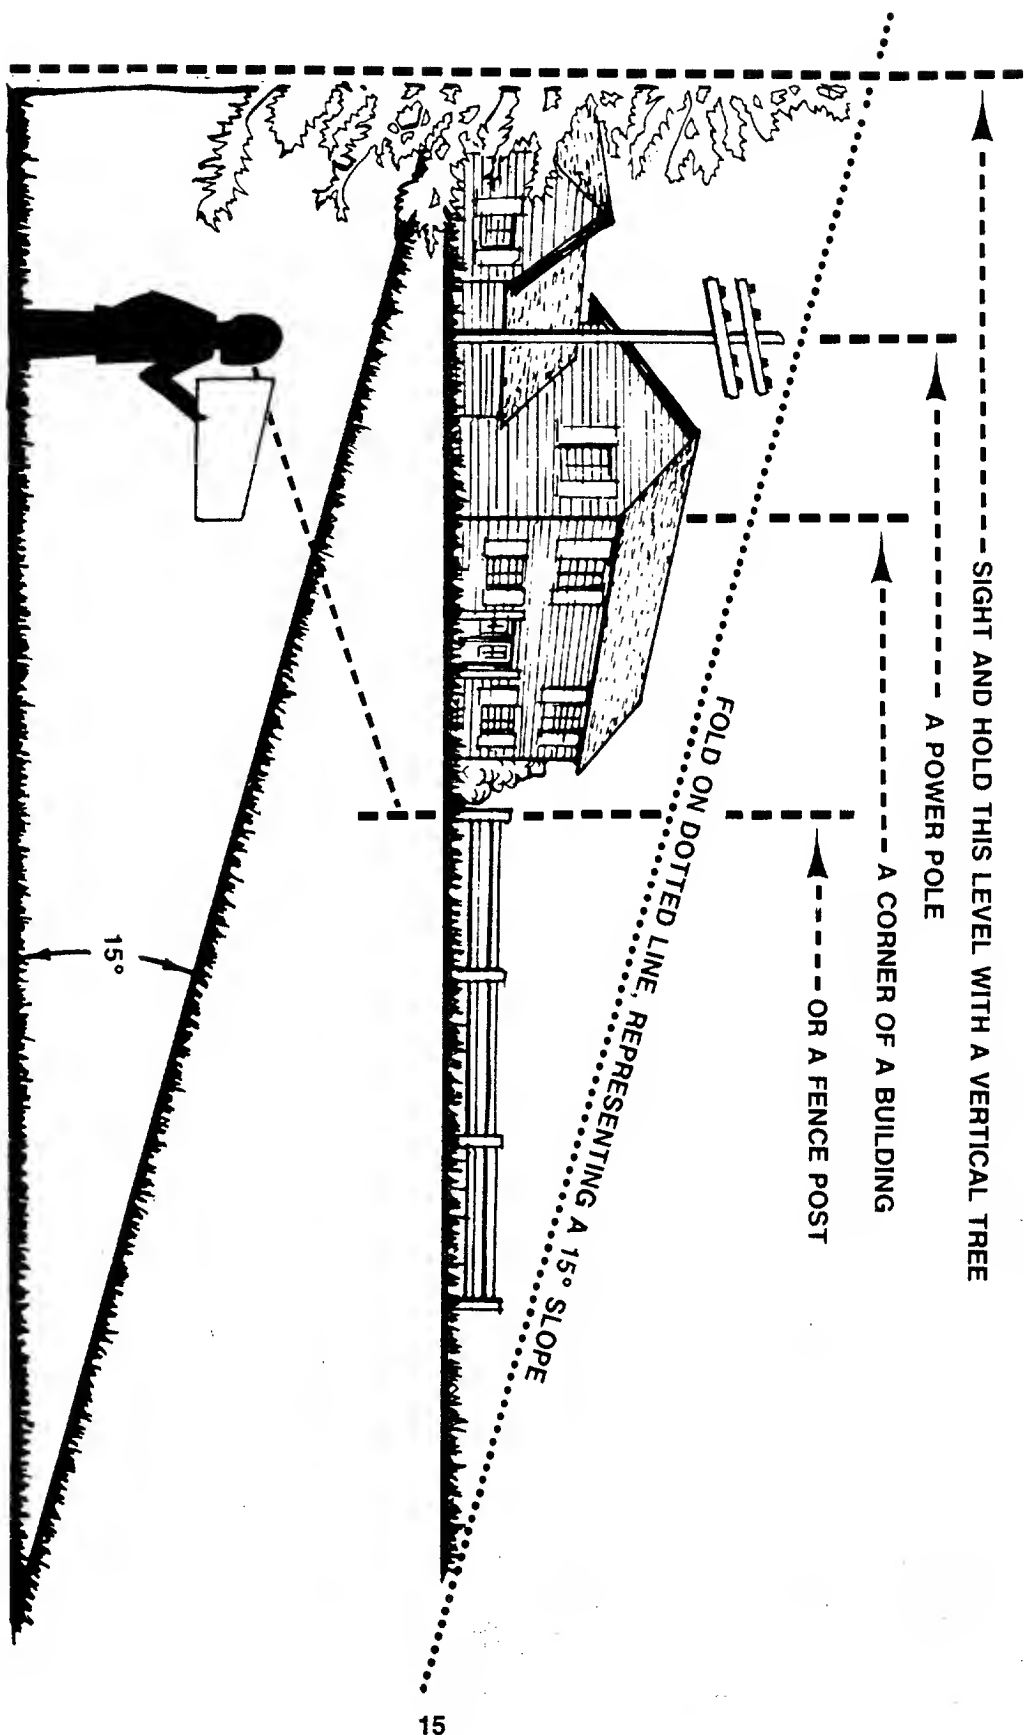 SIGHT AND HOLD THIS LEVEL WITH A VERTICAL TREE
A POWER POLE
A CORNER OF A BUILDING
OR A FENCE POST
FOLD ON DOTTED LINE, REPRESENTING A 15° SLOPE
15°
15